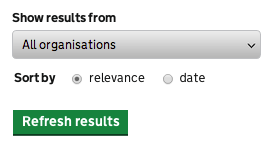 Show results from
All organisations
Sort by relevance date
Refresh results